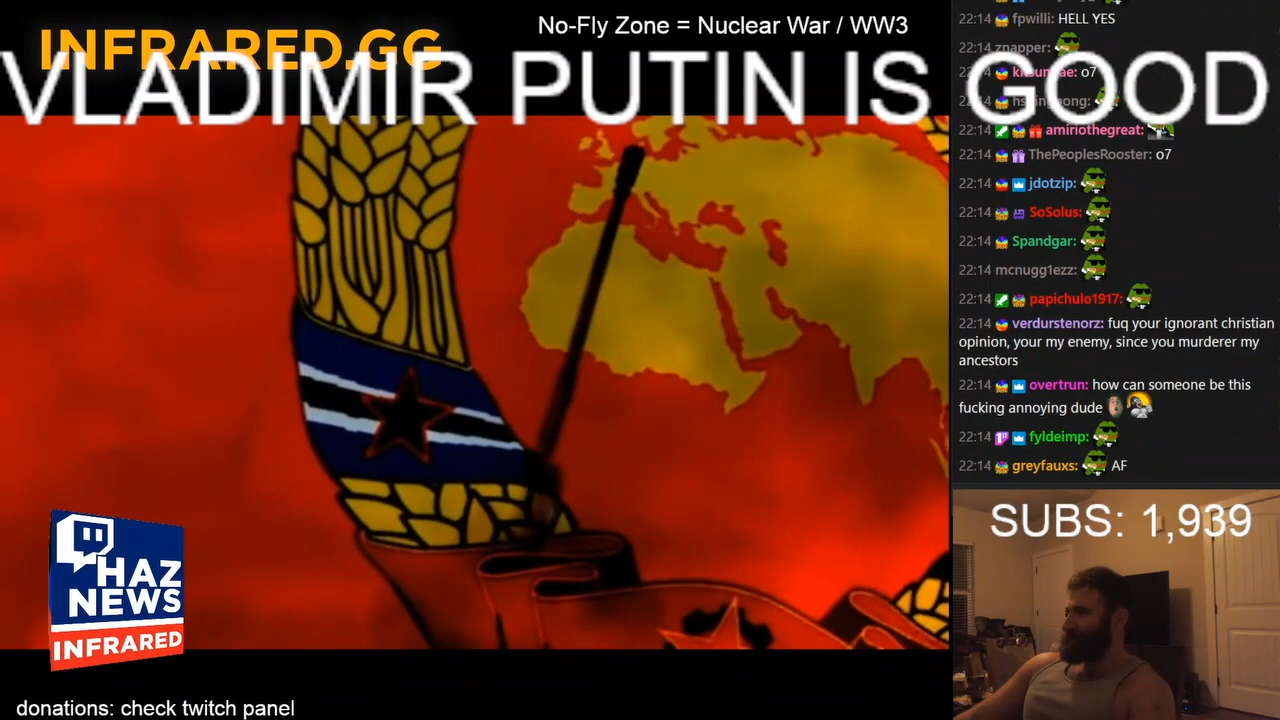 No-Fly Zone = Nuclear War / WW3
INFRARED.GG
VLADIMIR PUTIN IS GOOD
22:14 fpwilli: HELL YES
22:14 znapper:
22:14
o7
22:14
22:14 amiriothegreat:
22:14 ThePeoplesRooster: o7
22:14 jdotzip:
22:14 SoSolus:
22:14 Spandgar:
22:14 mcnugg1ezz:
22:14 papichulo1917:
22:14 verdurstenorz: fuq your ignorant christian
opinion, your my enemy, since you murderer my
ancestors
22:14 overtrun: how can someone be this
fucking annoying dude
22:14 fyldeimp:
22:14 greyfauxs: AF
SUBS: 1,939
HAZ
NEWS
INFRARED
donations: check twitch panel